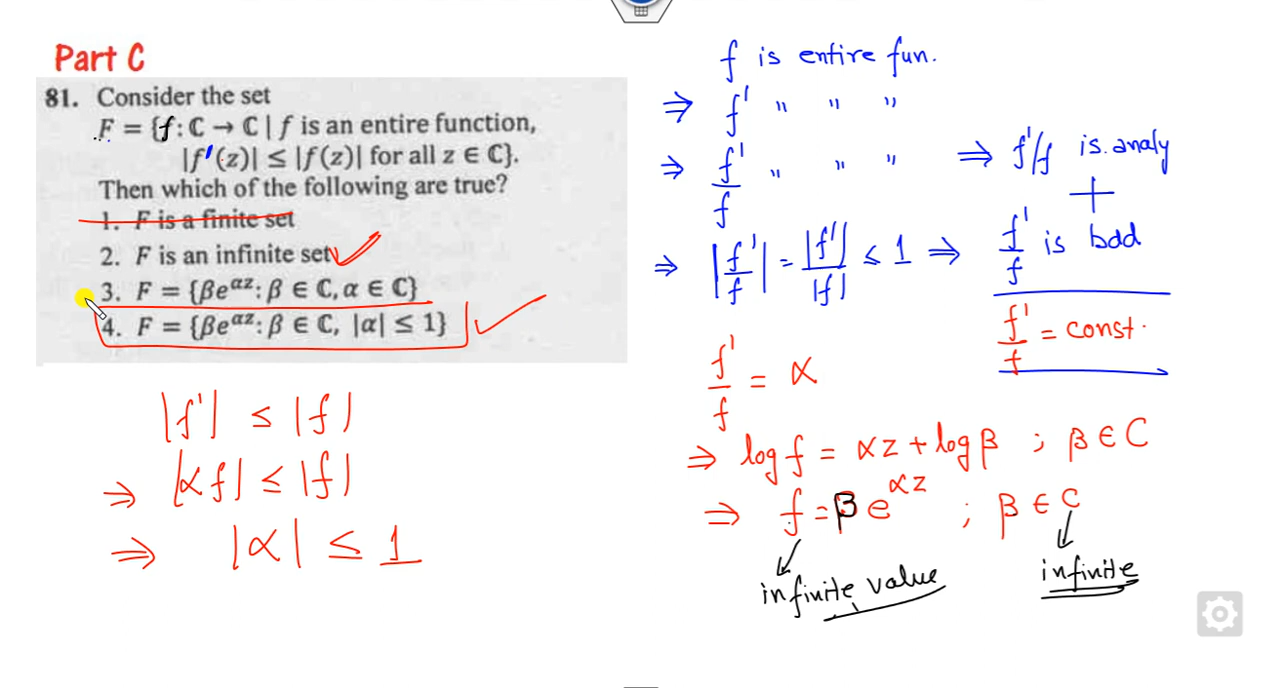 Part C
81. Consider the set
F = {f : ℂ → ℂ | f is an entire function,
|f'(z)| ≤ |f(z)| for all z ∈ ℂ}.
Then which of the following are true?
1. F is a finite set
2. F is an infinite set
3. F = {βe^{αz} : β ∈ ℂ, α ∈ ℂ}
4. F = {βe^{αz} : β ∈ ℂ, |α| ≤ 1}
|f'| ≤ |f|
⇒ |αf| ≤ |f|
⇒ |α| ≤ 1
f is entire fun.
⇒ f' " " "
⇒ f'/f " " " ⇒ f'/f is analy
+
⇒ |f'/f| = |f'|/|f| ≤ 1 ⇒ f'/f is bdd
f'/f = const.
f'/f = α
⇒ log f = αz + log β ; β ∈ C
⇒ f = β e^{αz} ; β ∈ C
infinite value infinite